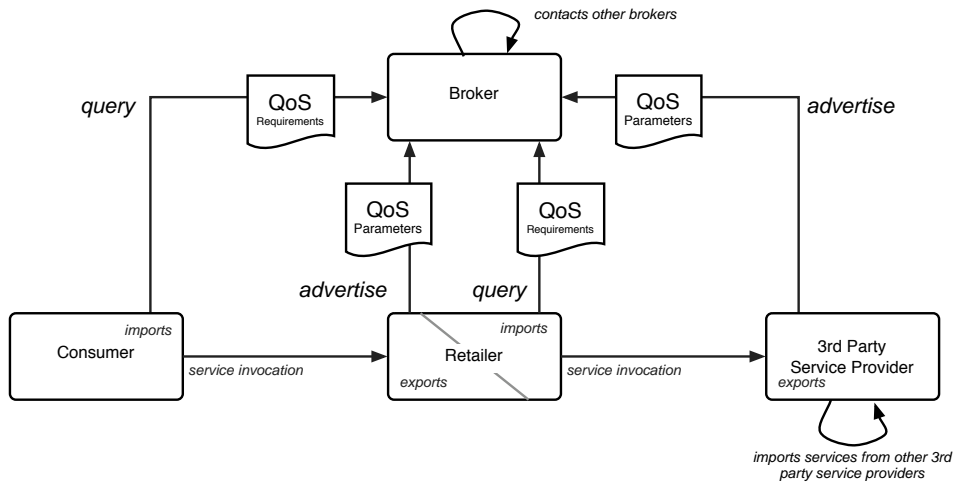 contacts other brokers
query
QoS
Requirements
Broker
QoS
Parameters
advertise
QoS
Parameters
QoS
Requirements
advertise
query
imports
Consumer
service invocation
imports
Retailer
exports
service invocation
3rd Party
Service Provider
exports
imports services from other 3rd
party service providers